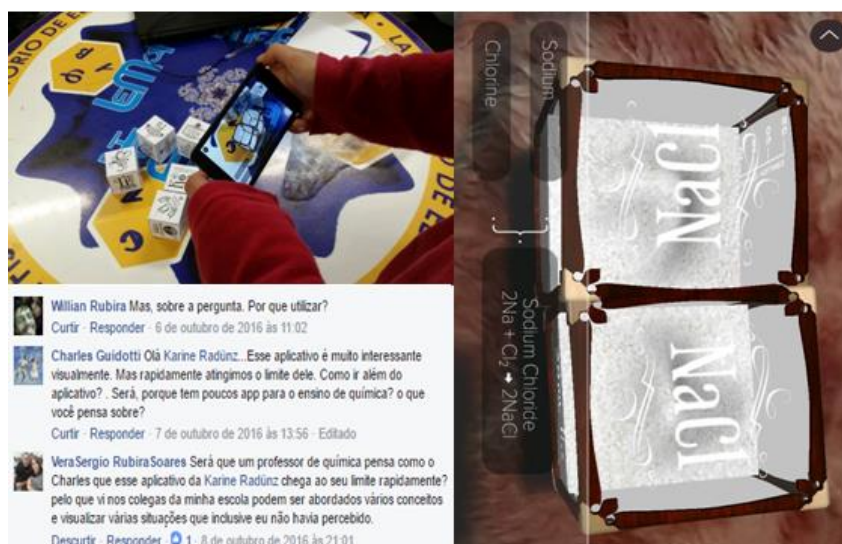 Willian Rubira Mas, sobre a pergunta. Por que utilizar?
Curtir · Responder · 6 de outubro de 2016 às 11:02
Charles Guidotti Olá Karine Radünz...Esse aplicativo é muito interessante
visualmente. Mas rapidamente atingimos o limite dele. Como ir além do
aplicativo? . Será, porque tem poucos app para o ensino de química? o que
você pensa sobre?
Curtir · Responder · 7 de outubro de 2016 às 13:56 · Editado
VeraSergio RubiraSoares Será que um professor de química pensa como o
Charles que esse aplicativo da Karine Radünz chega ao seu limite rapidamente?
pelo que vi nos colegas da minha escola podem ser abordados vários conceitos
e visualizar várias situações que inclusive eu não havia percebido.
Descurtir · Responder · 1 · 8 de outubro de 2016 às 21:01
Sodium
Chlorine
Sodium Chloride
2Na + Cl₂ ➔ 2NaCl
NaCl
NaCl